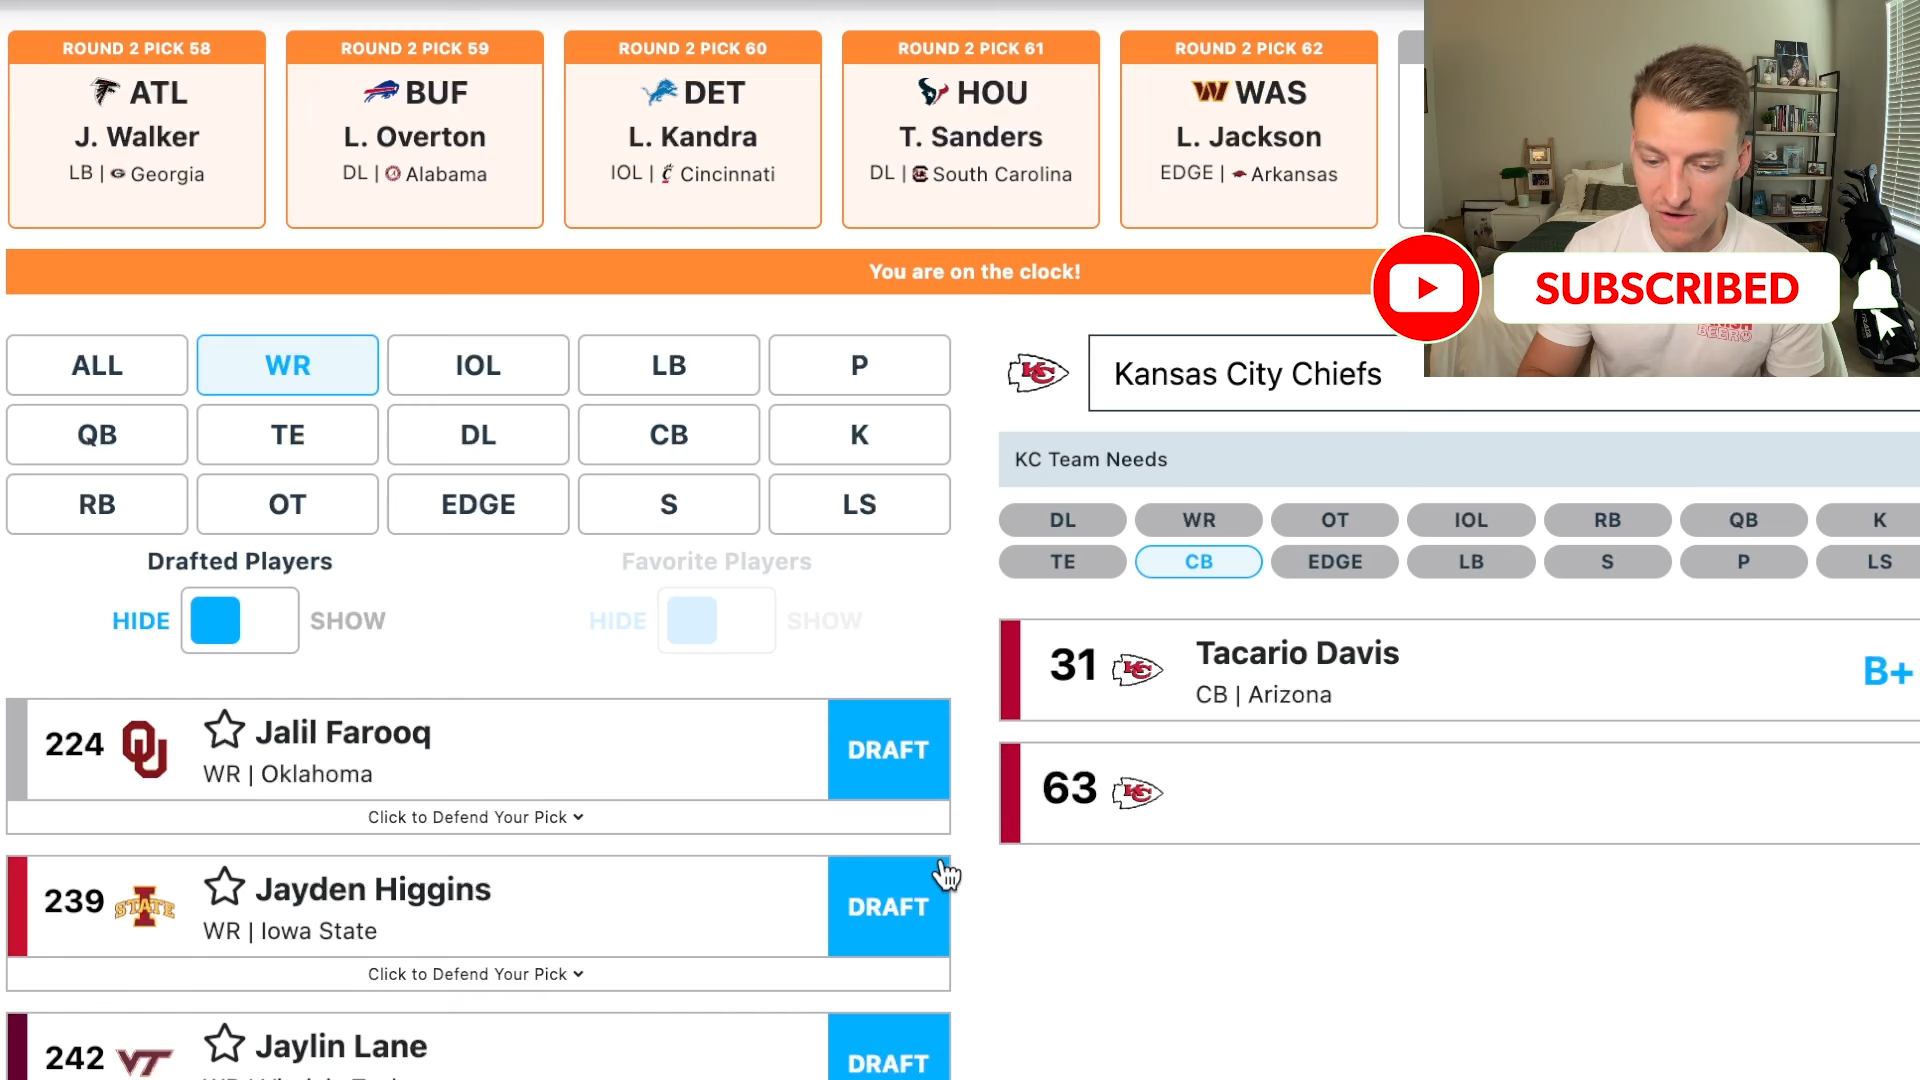 ROUND 2 PICK 58
ATL
J. Walker
LB | Georgia
ROUND 2 PICK 59
BUF
L. Overton
DL | Alabama
ROUND 2 PICK 60
DET
L. Kandra
IOL | Cincinnati
ROUND 2 PICK 61
HOU
T. Sanders
DL | South Carolina
ROUND 2 PICK 62
WAS
L. Jackson
EDGE | Arkansas
You are on the clock!
SUBSCRIBED
BEER
ALL
WR
IOL
LB
P
QB
TE
DL
CB
K
RB
OT
EDGE
S
LS
Drafted Players
HIDE
SHOW
Favorite Players
HIDE
SHOW
224
Jalil Farooq
WR | Oklahoma
DRAFT
Click to Defend Your Pick
239
STATE
Jayden Higgins
WR | Iowa State
DRAFT
Click to Defend Your Pick
242
VT
Jaylin Lane
DRAFT
Kansas City Chiefs
KC Team Needs
DL
WR
OT
IOL
RB
QB
K
TE
CB
EDGE
LB
S
P
LS
31
KC
Tacario Davis
CB | Arizona
B+
63
KC